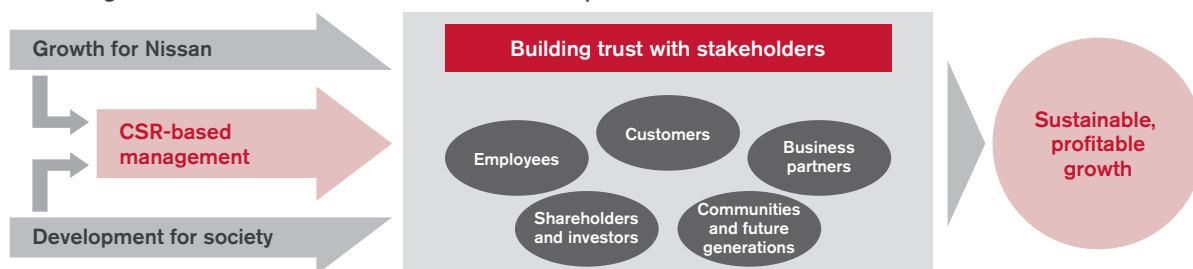 Growth for Nissan
CSR-based
management
Development for society
Building trust with stakeholders
Customers
Employees
Business
partners
Shareholders
and investors
Communities
and future
generations
Sustainable,
profitable
growth